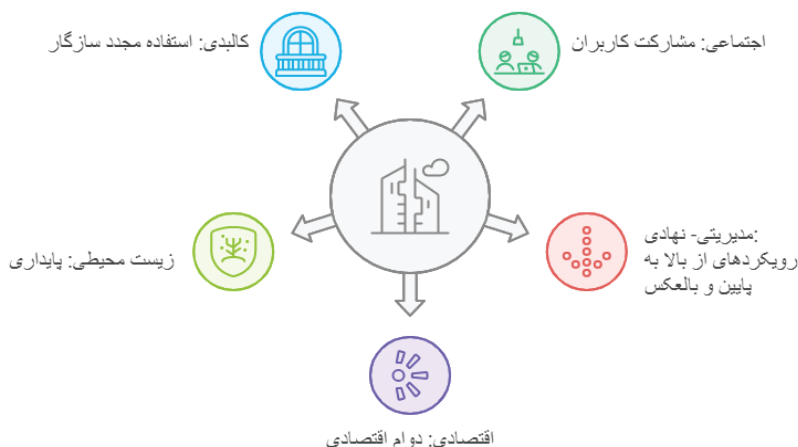 اجتماعی: مشارکت کاربران
کالبدی: استفاده مجدد سازگار
مدیریتی- نهادی:
رویکردهای از بالا به
پایین و بالعکس
زیست محیطی: پایداری
اقتصادی: دوام اقتصادی